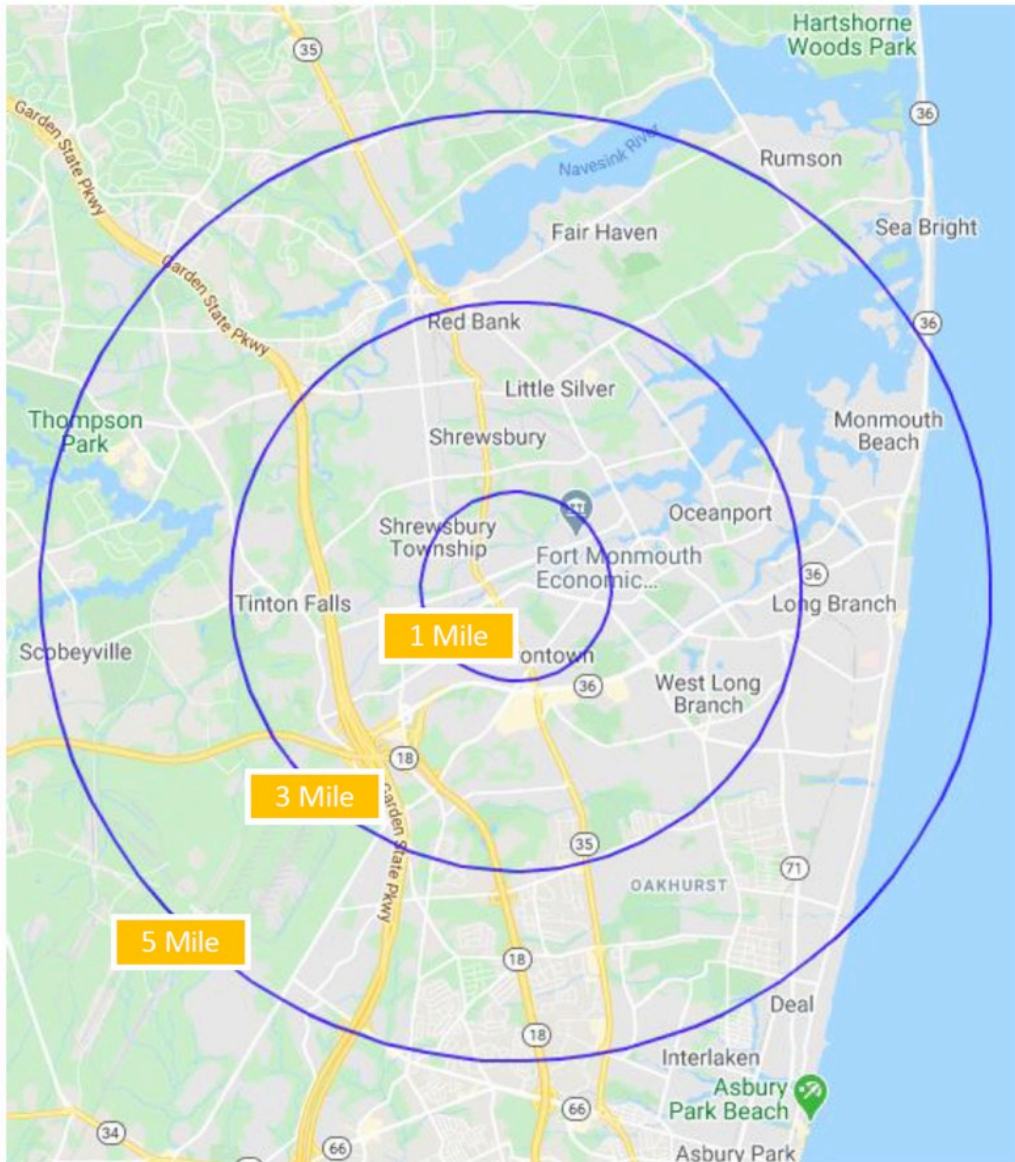 Hartshorne
Woods Park
35
Garden State Pkwy
36
Navesink River
Rumson
Fair Haven
Sea Bright
Garden State Pkwy
Red Bank
36
Little Silver
Thompson
Park
Monmouth
Beach
Shrewsbury
Oceanport
Shrewsbury
Township
Fort Monmouth
Economic...
36
Tinton Falls
Long Branch
1 Mile
Scobeyville
rontown
36
West Long
Branch
18
3 Mile
Garden State Pkwy
35
71
OAKHURST
5 Mile
18
Deal
18
Interlaken
Asbury
Park Beach
66
34
66
Asbury Park